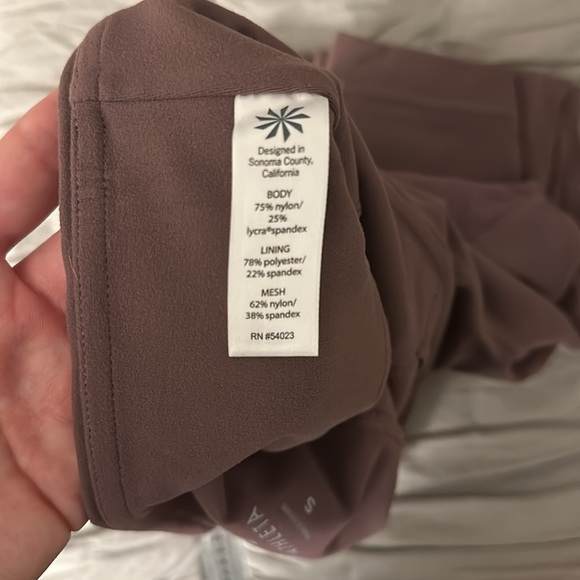 Designed in
Sonoma County,
California
BODY
75% nylon/
25%
lycra®spandex
LINING
78% polyester/
22% spandex
MESH
62% nylon/
38% spandex
RN #54023
ATHLETA
S